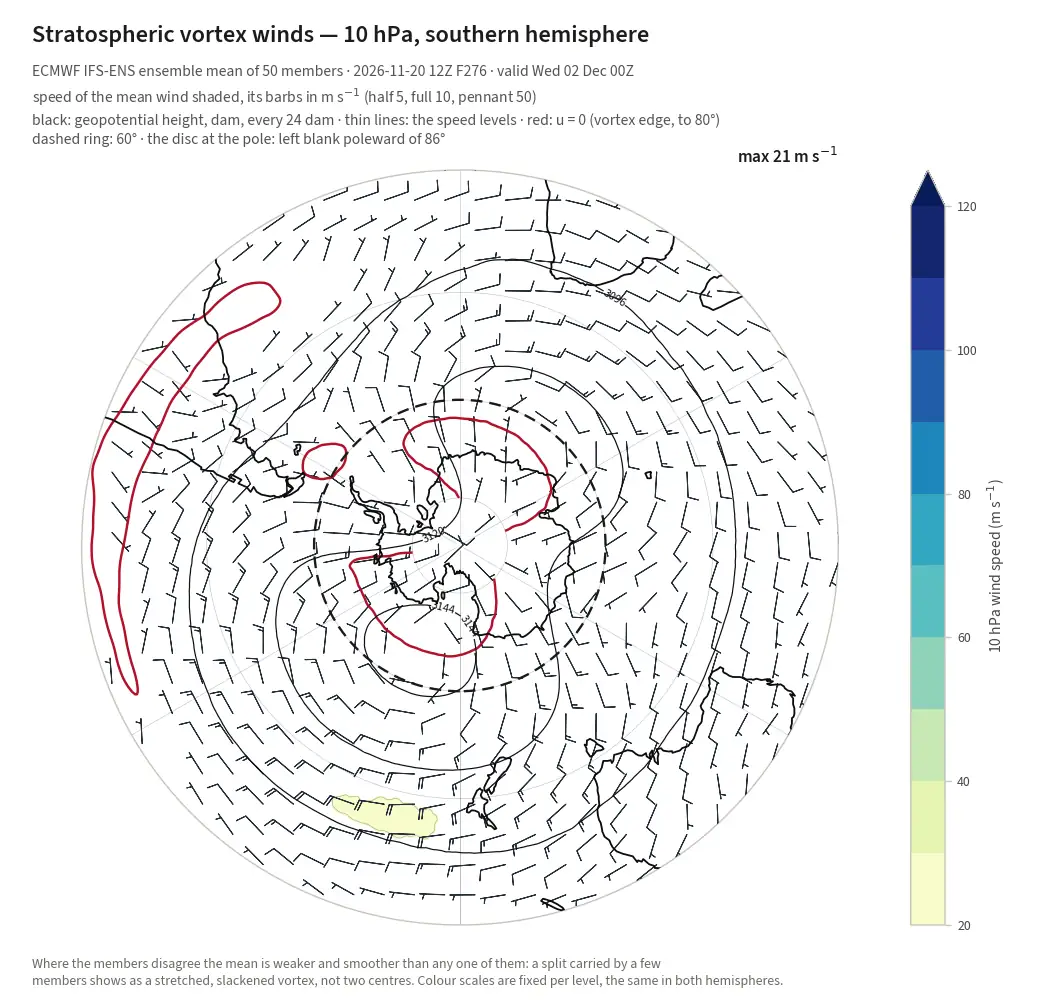 Stratospheric vortex winds — 10 hPa, southern hemisphere
ECMWF IFS-ENS ensemble mean of 50 members · 2026-11-20 12Z F276 · valid Wed 02 Dec 00Z
speed of the mean wind shaded, its barbs in m s⁻¹ (half 5, full 10, pennant 50)
black: geopotential height, dam, every 24 dam · thin lines: the speed levels · red: u = 0 (vortex edge, to 80°)
dashed ring: 60° · the disc at the pole: left blank poleward of 86°
max 21 m s⁻¹
120
100
80
60
40
20
10 hPa wind speed (m s⁻¹)
3096
3120
3144
Where the members disagree the mean is weaker and smoother than any one of them: a split carried by a few
members shows as a stretched, slackened vortex, not two centres. Colour scales are fixed per level, the same in both hemispheres.